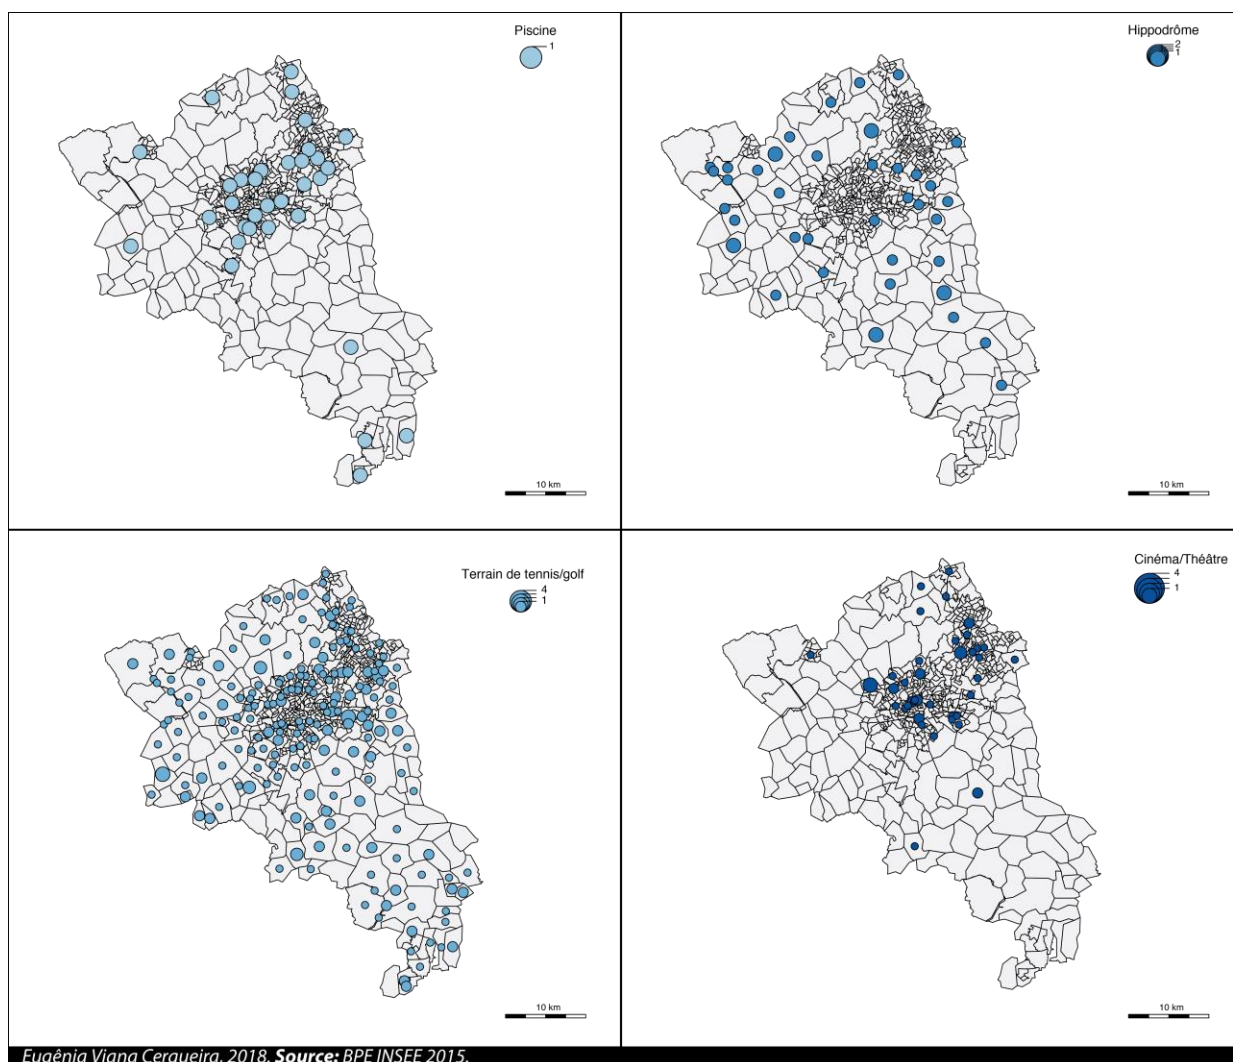 Piscine
1
10 km
Hippodrôme
2
1
10 km
Terrain de tennis/golf
4
1
10 km
Cinéma/Théâtre
4
1
10 km
Eugênia Viana Cerqueira, 2018. Source: BPE INSEE 2015.